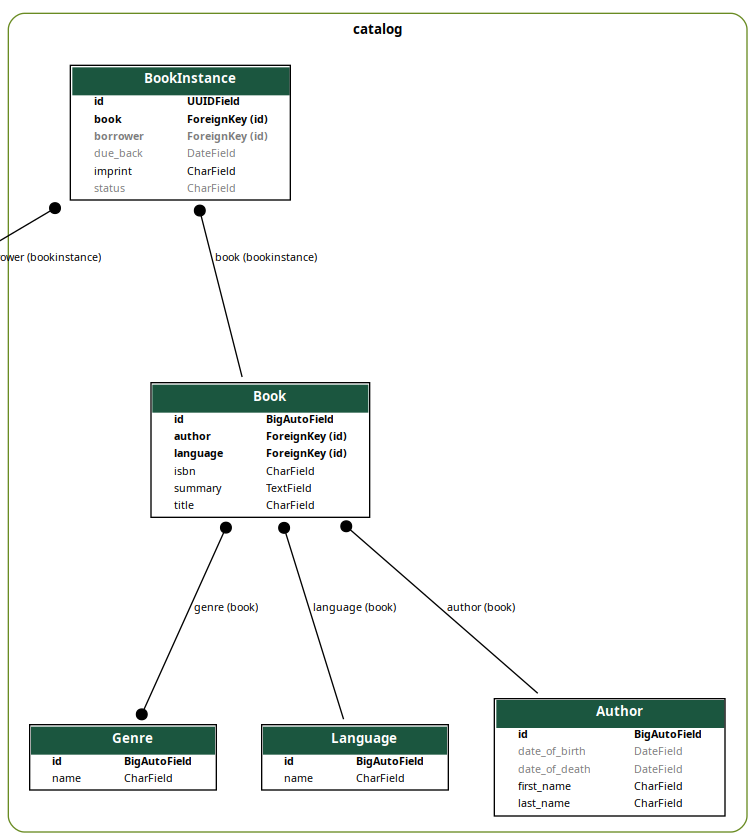 catalog
BookInstance
id UUIDField
book ForeignKey (id)
borrower ForeignKey (id)
due_back DateField
imprint CharField
status CharField
ower (bookinstance)
book (bookinstance)
Book
id BigAutoField
author ForeignKey (id)
language ForeignKey (id)
isbn CharField
summary TextField
title CharField
genre (book)
language (book)
author (book)
Genre
id BigAutoField
name CharField
Language
id BigAutoField
name CharField
Author
id BigAutoField
date_of_birth DateField
date_of_death DateField
first_name CharField
last_name CharField